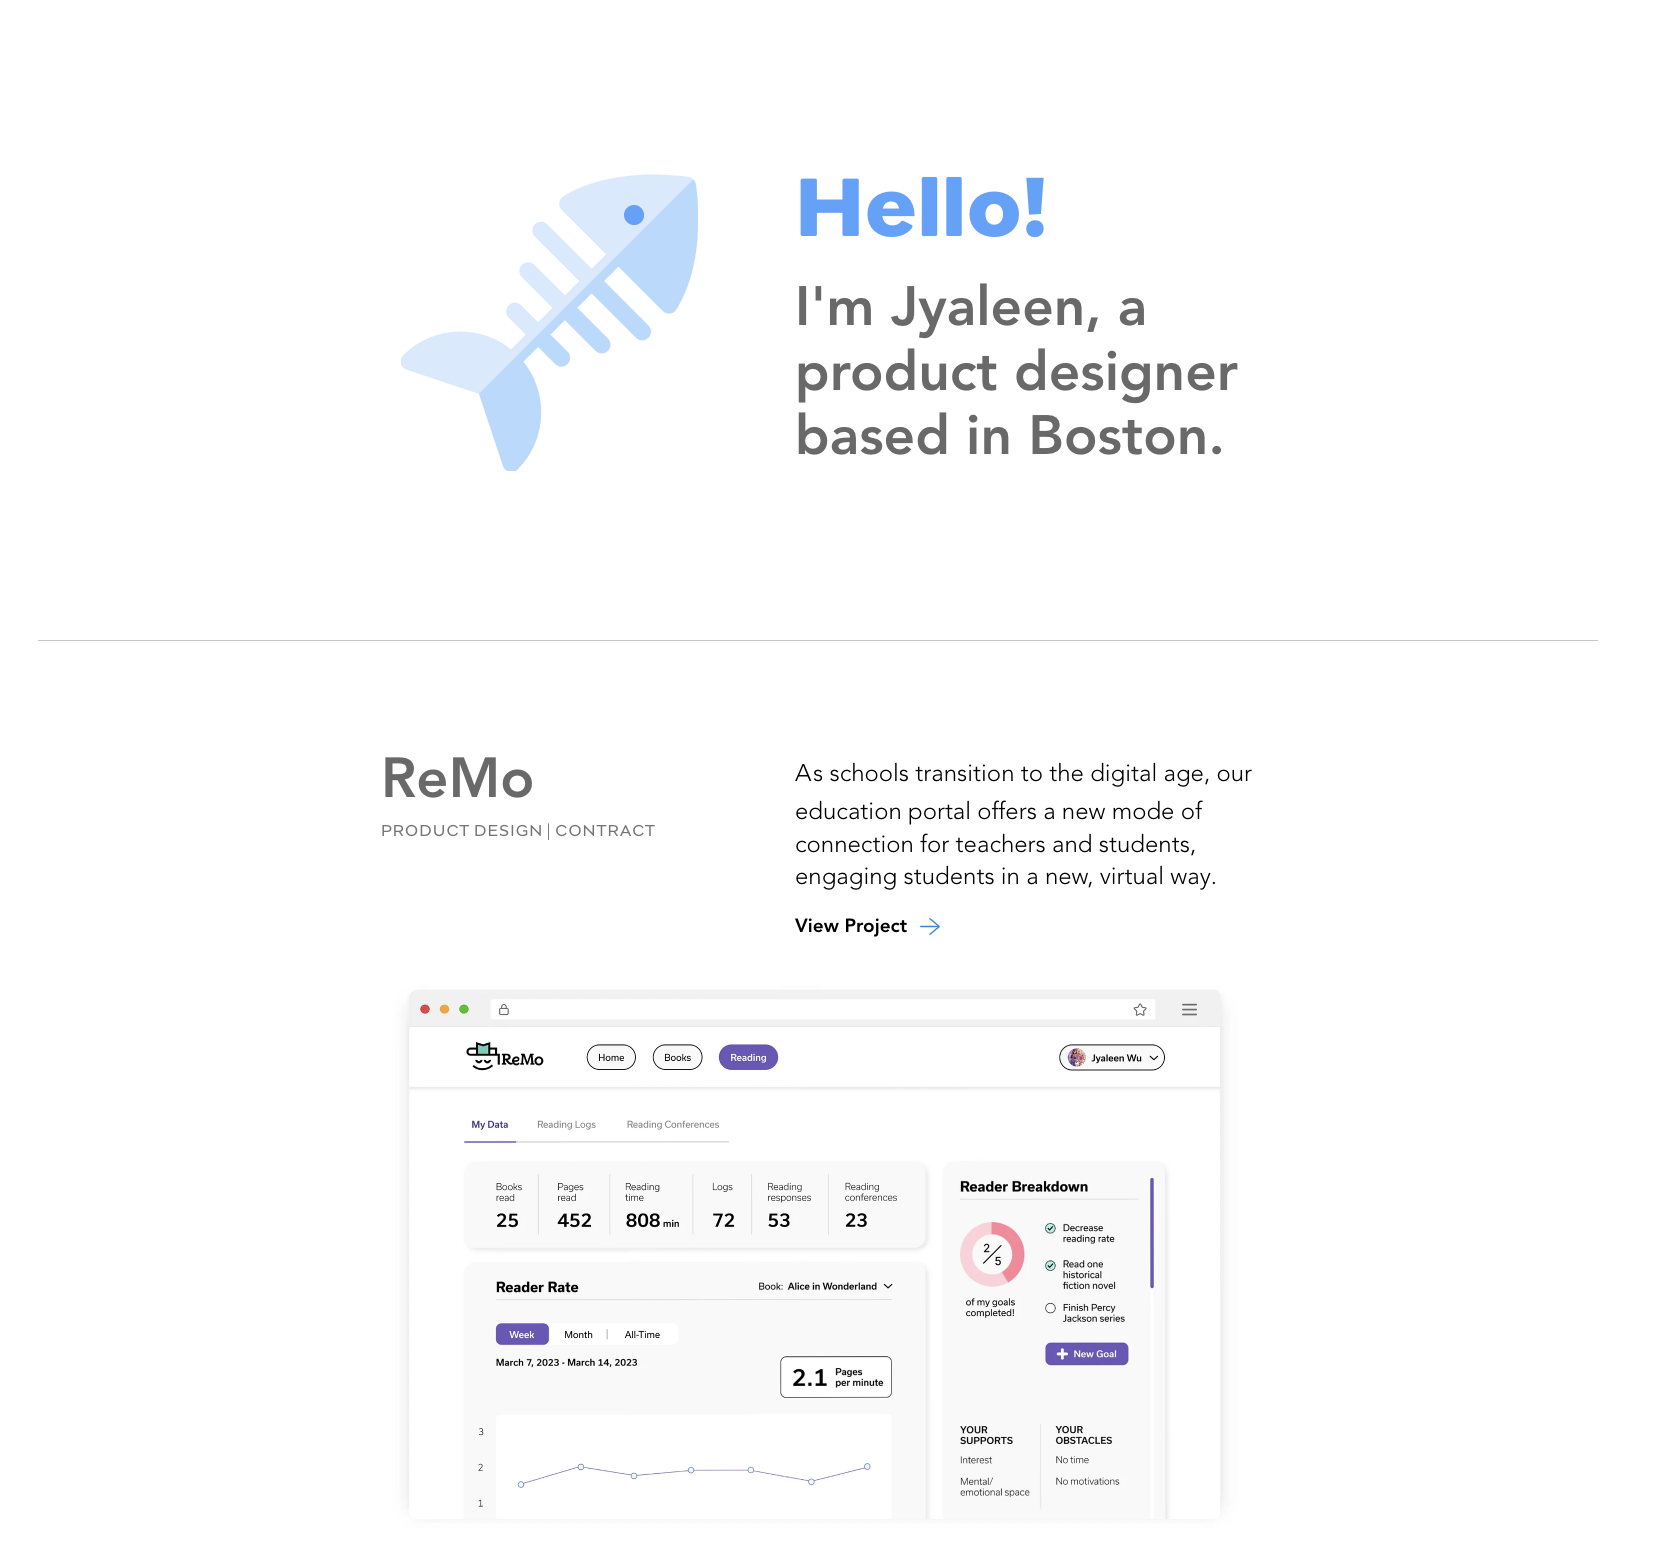 Hello!
I'm Jyaleen, a
product designer
based in Boston.
ReMo
PRODUCT DESIGN | CONTRACT
As schools transition to the digital age, our
education portal offers a new mode of
connection for teachers and students,
engaging students in a new, virtual way.
View Project
ReMo
Home
Books
Reading
Jyaleen Wu
My Data
Reading Logs
Reading Conferences
Books
read
25
Pages
read
452
Reading
time
808 min
Logs
72
Reading
responses
53
Reading
conferences
23
Reader Rate
Book: Alice in Wonderland
Week
Month
All-Time
March 7, 2023 - March 14, 2023
2.1
Pages
per minute
3
2
1
Reader Breakdown
2/5
of my goals
completed!
Decrease
reading rate
Read one
historical
fiction novel
Finish Percy
Jackson series
New Goal
YOUR
SUPPORTS
Interest
Mental/
emotional space
YOUR
OBSTACLES
No time
No motivations